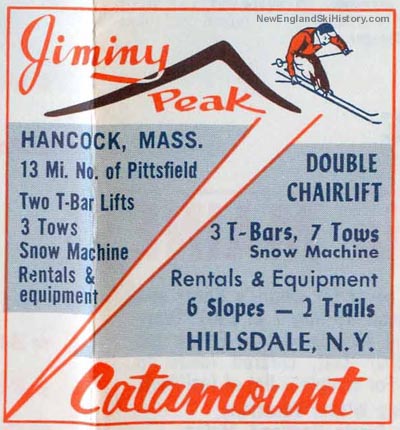 NewEnglandSkiHistory.com
Jiminy
Peak
HANCOCK, MASS.
13 Mi. No. of Pittsfield
Two T-Bar Lifts
3 Tows
Snow Machine
Rentals &
equipment
DOUBLE
CHAIRLIFT
3 T-Bars, 7 Tows
Snow Machine
Rentals & Equipment
6 Slopes — 2 Trails
HILLSDALE, N.Y.
Catamount